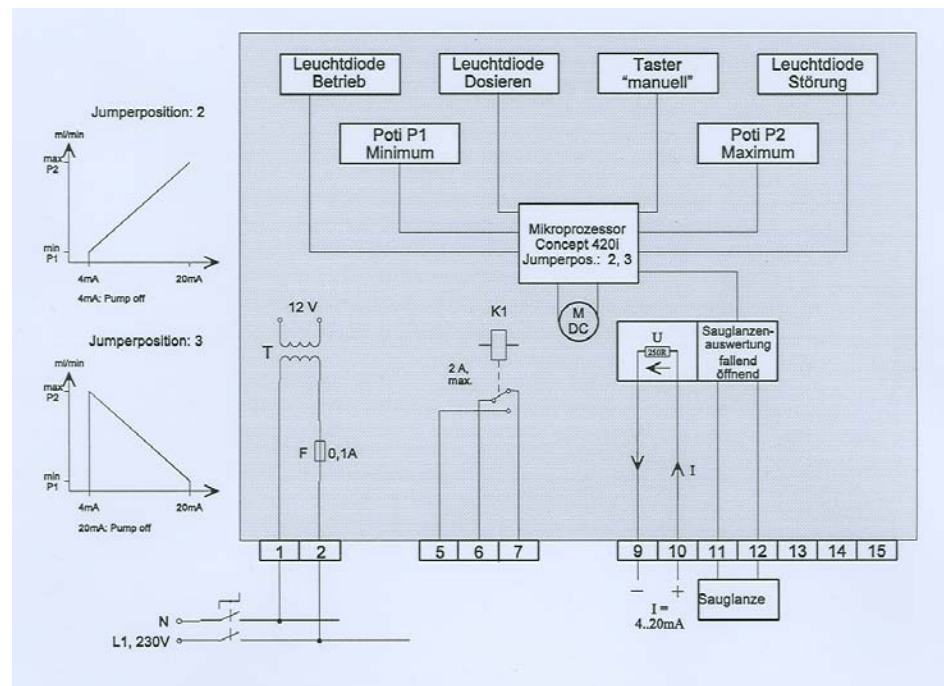 Leuchtdiode
Betrieb
Leuchtdiode
Dosieren
Taster
"manuell"
Leuchtdiode
Störung
Poti P1
Minimum
Poti P2
Maximum
Jumperposition: 2
ml/min
max
P2
min
P1
4mA
20mA
4mA: Pump off
Mikroprozessor
Concept 420i
Jumperpos.: 2, 3
M
DC
12 V
T
F
0,1A
K1
2 A,
max.
U
250R
I
Sauglanzen-
auswertung
fallend
öffnend
Jumperposition: 3
ml/min
max
P2
min
P1
4mA
20mA
20mA: Pump off
1 2 5 6 7 9 10 11 12 13 14 15
− +
I =
4..20mA
Sauglanze
N
L1, 230V